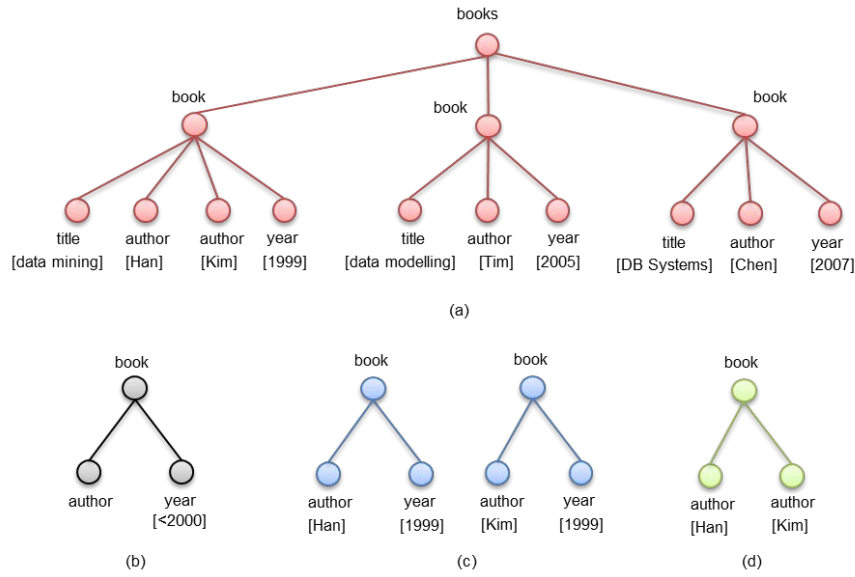 books
book book book
title author author year title author year title author year
[data mining] [Han] [Kim] [1999] [data modelling] [Tim] [2005] [DB Systems] [Chen] [2007]
(a)
book book book book
author year author year author year author author
[<2000] [Han] [1999] [Kim] [1999] [Han] [Kim]
(b) (c) (d)